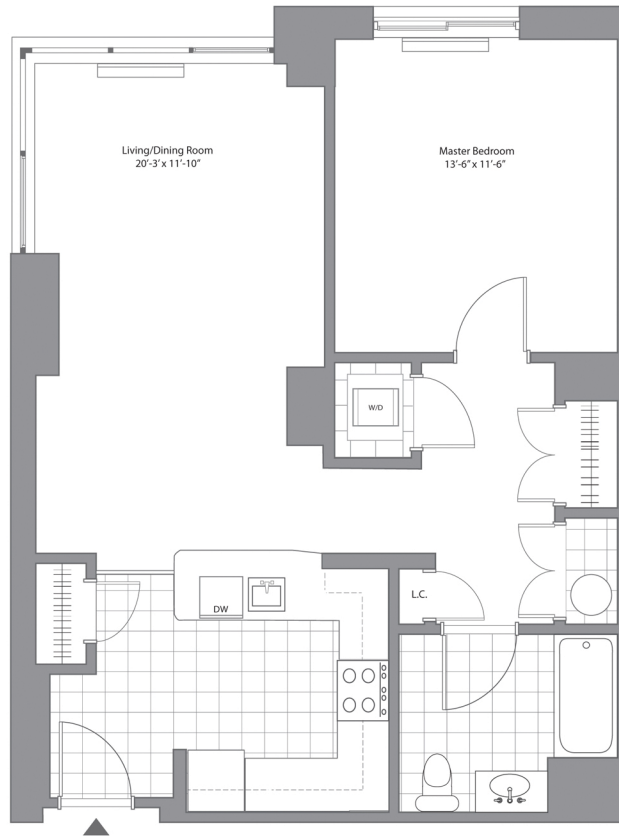 Living/Dining Room
20'-3' x 11'-10"
Master Bedroom
13'-6" x 11'-6"
W/D
L.C.
DW